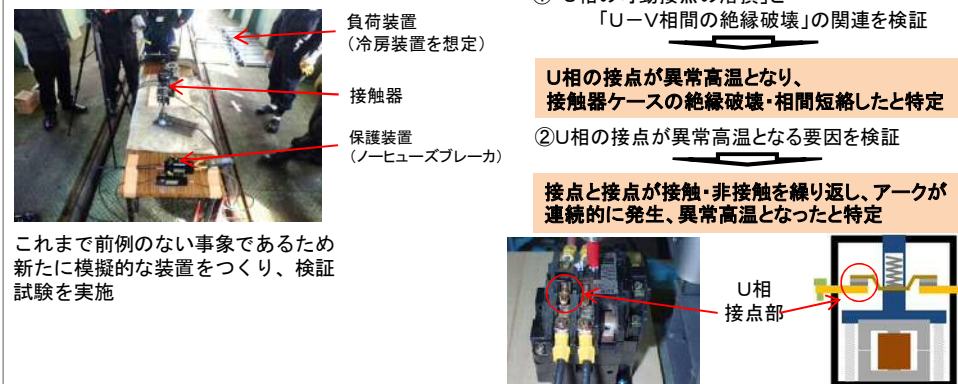 負荷装置
（冷房装置を想定）
接触器
保護装置
（ノーヒューズブレーカ）
これまで前例のない事象であるため
新たに模擬的な装置をつくり、検証
試験を実施
「U－V相間の絶縁破壊」の関連を検証
U相の接点が異常高温となり、
接触器ケースの絶縁破壊・相間短絡したと特定
②U相の接点が異常高温となる要因を検証
接点と接点が接触・非接触を繰り返し、アークが
連続的に発生、異常高温となったと特定
U相
接点部